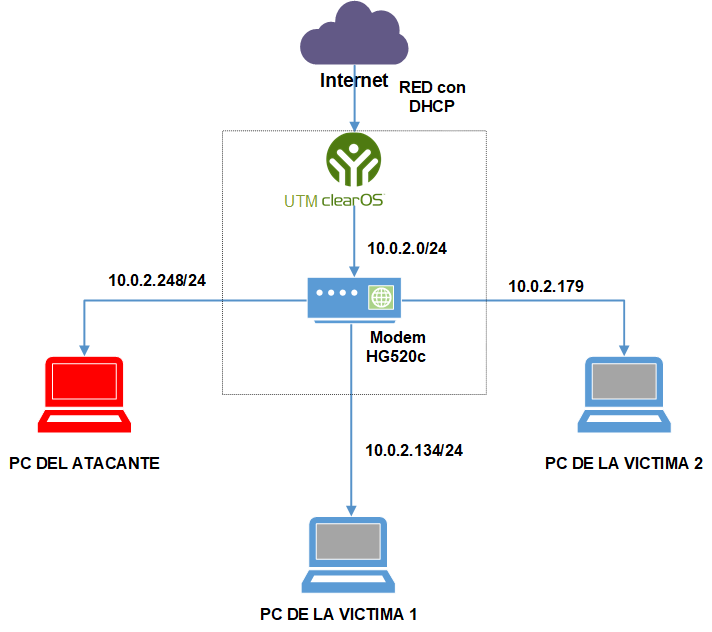 Internet
RED con
DHCP
UTM clearOS
10.0.2.0/24
10.0.2.248/24
10.0.2.179
Modem
HG520c
10.0.2.134/24
PC DEL ATACANTE
PC DE LA VICTIMA 2
PC DE LA VICTIMA 1